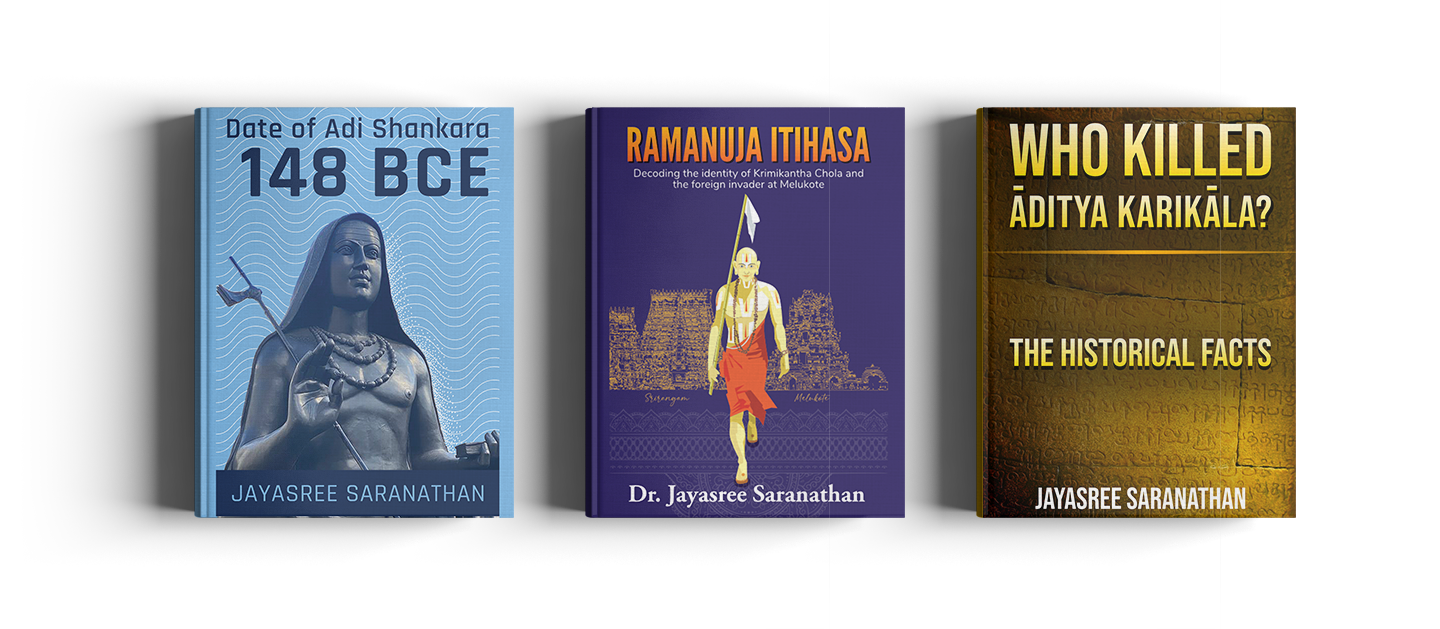 Date of Adi Shankara
148 BCE
JAYASREE SARANATHAN
RAMANUJA ITIHASA
Decoding the identity of Krimikantha Chola and
the foreign invader at Melukote
Srirangam
Melukote
Dr. Jayasree Saranathan
WHO KILLED
ĀDITYA KARIKĀLA?
THE HISTORICAL FACTS
JAYASREE SARANATHAN